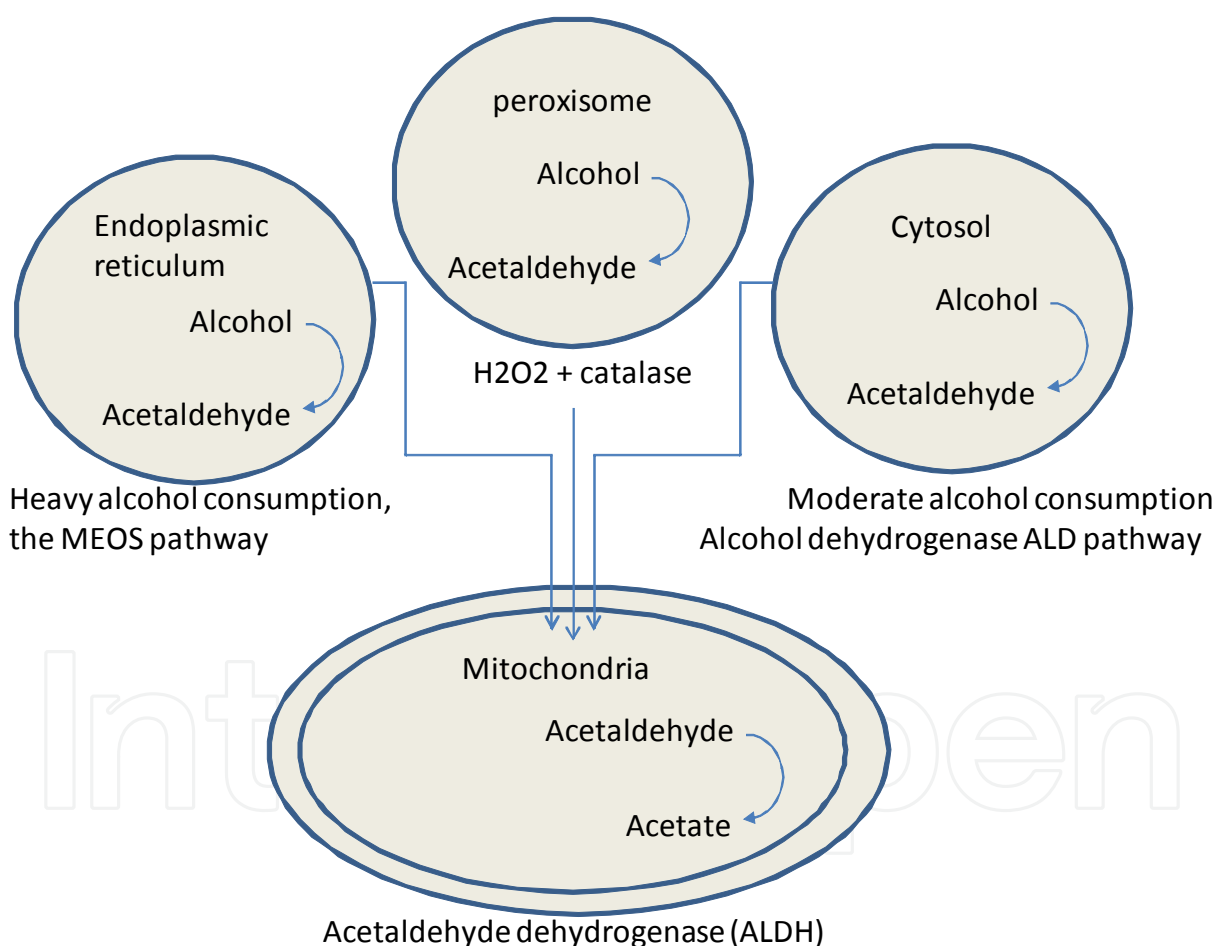 peroxisome
Alcohol
Acetaldehyde
H2O2 + catalase
Endoplasmic
reticulum
Alcohol
Acetaldehyde
Heavy alcohol consumption,
the MEOS pathway
Cytosol
Alcohol
Acetaldehyde
Moderate alcohol consumption
Alcohol dehydrogenase ALD pathway
Mitochondria
Acetaldehyde
Acetate
Acetaldehyde dehydrogenase (ALDH)